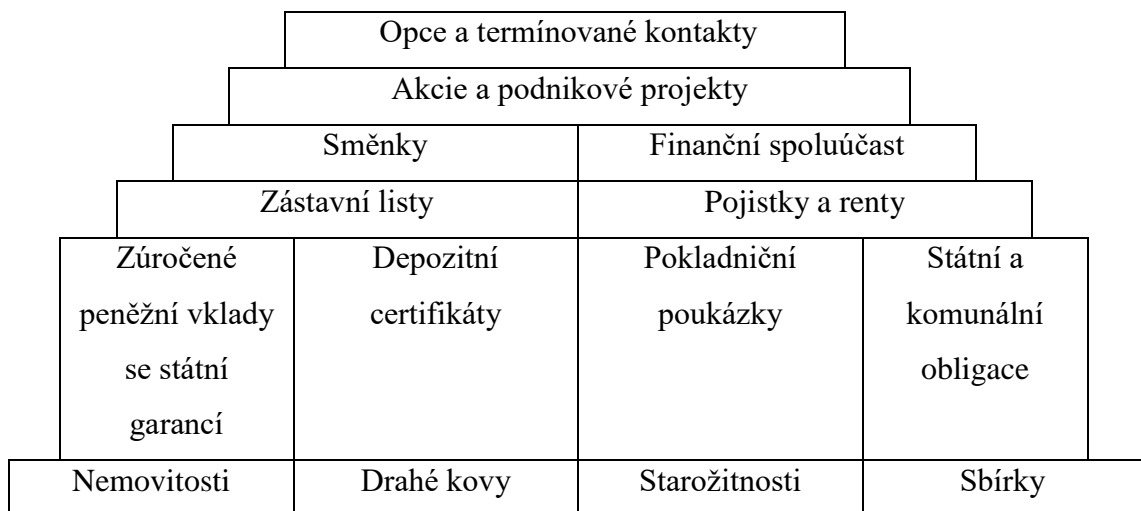 Opce a termínované kontakty
Akcie a podnikové projekty
Směnky
Finanční spoluúčast
Zástavní listy
Pojistky a renty
Zúročené
peněžní vklady
se státní
garancí
Depozitní
certifikáty
Pokladniční
poukázky
Státní a
komunální
obligace
Nemovitosti
Drahé kovy
Starožitnosti
Sbírky